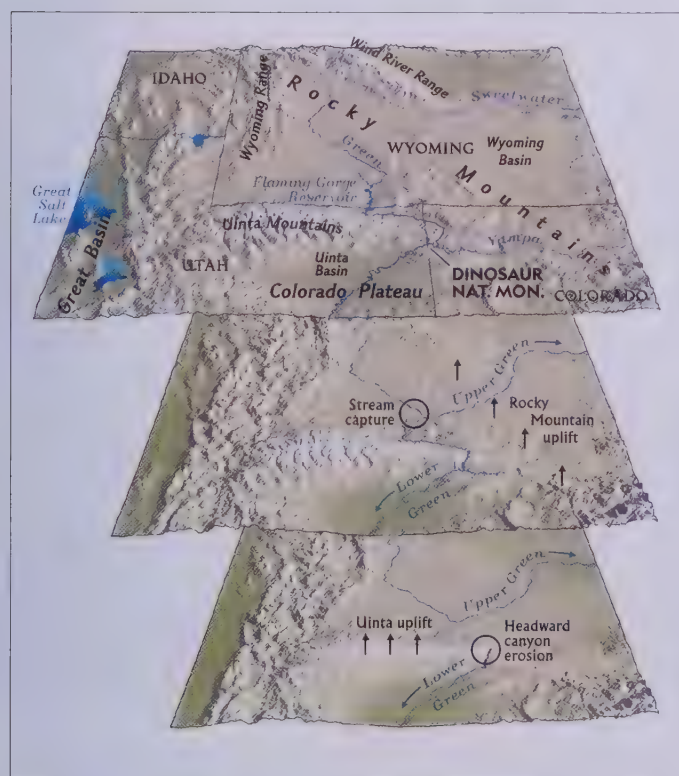 IDAHO
Wyoming Range
Wind River Range
Rocky
Mountains
Sweetwater
Green
WYOMING
Wyoming
Basin
Great
Salt
Lake
Flaming Gorge
Reservoir
Great Basin
Uinta Mountains
UTAH
Uinta
Basin
Yampa
DINOSAUR
NAT. MON.
Colorado Plateau
COLORADO
Upper Green
Stream
capture
Rocky
Mountain
uplift
Lower
Green
Upper Green
Uinta uplift
Headward
canyon
erosion
Lower
Green